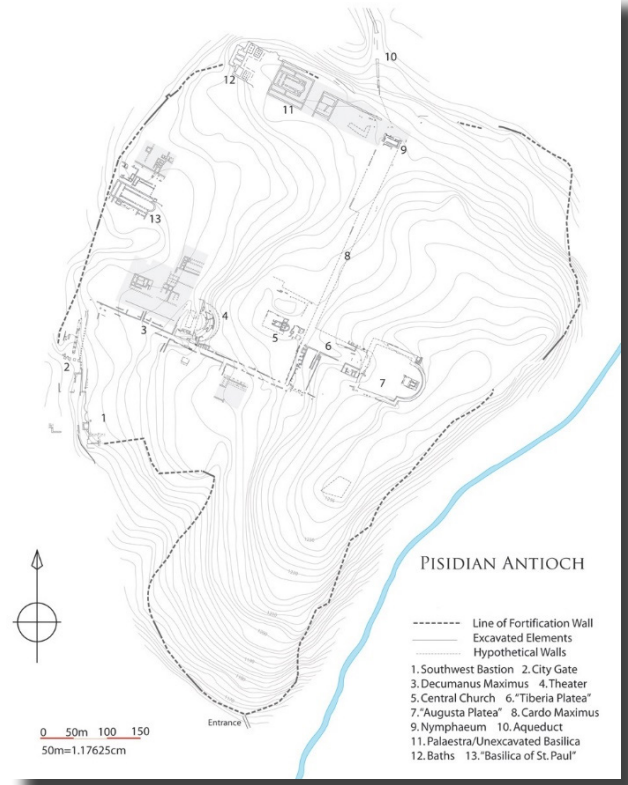 10
12
11
9
13
8
4
3
5
6
2
7
1
PISIDIAN ANTIOCH
Line of Fortification Wall
Excavated Elements
Hypothetical Walls
1. Southwest Bastion 2. City Gate
3. Decumanus Maximus 4. Theater
5. Central Church 6. "Tiberia Platea"
7. "Augusta Platea" 8. Cardo Maximus
9. Nymphaeum 10. Aqueduct
11. Palaestra/Unexcavated Basilica
12. Baths 13. "Basilica of St. Paul"
Entrance
0 50m 100 150
50m=1.17625cm